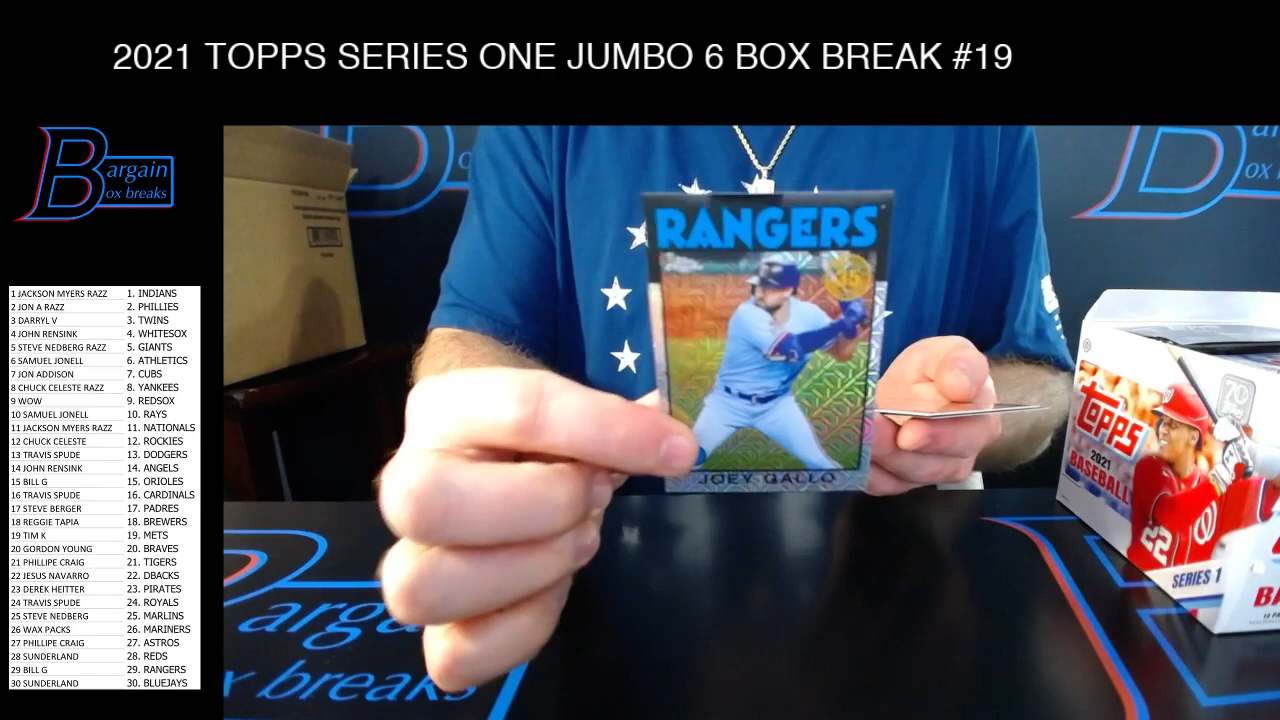 2021 TOPPS SERIES ONE JUMBO 6 BOX BREAK #19
Bargain
ox breaks
1 JACKSON MYERS RAZZ 1. INDIANS
2 JON A RAZZ 2. PHILLIES
3 DARRYL V 3. TWINS
4 JOHN RENSINK 4. WHITESOX
5 STEVE NEDBERG RAZZ 5. GIANTS
6 SAMUEL JONELL 6. ATHLETICS
7 JON ADDISON 7. CUBS
8 CHUCK CELESTE RAZZ 8. YANKEES
9 WOW 9. REDSOX
10 SAMUEL JONELL 10. RAYS
11 JACKSON MYERS RAZZ 11. NATIONALS
12 CHUCK CELESTE 12. ROCKIES
13 TRAVIS SPUDE 13. DODGERS
14 JOHN RENSINK 14. ANGELS
15 BILL G 15. ORIOLES
16 TRAVIS SPUDE 16. CARDINALS
17 STEVE BERGER 17. PADRES
18 REGGIE TAPIA 18. BREWERS
19 TIM K 19. METS
20 GORDON YOUNG 20. BRAVES
21 PHILLIPE CRAIG 21. TIGERS
22 JESUS NAVARRO 22. DBACKS
23 DEREK HEITTER 23. PIRATES
24 TRAVIS SPUDE 24. ROYALS
25 STEVE NEDBERG 25. MARLINS
26 WAX PACKS 26. MARINERS
27 PHILLIPE CRAIG 27. ASTROS
28 SUNDERLAND 28. REDS
29 BILL G 29. RANGERS
30 SUNDERLAND 30. BLUEJAYS
RANGERS
35
JOEY GALLO
TOPPS
2021
BASEBALL
70
22
SERIES 1
BA
arga
x breaks
ox